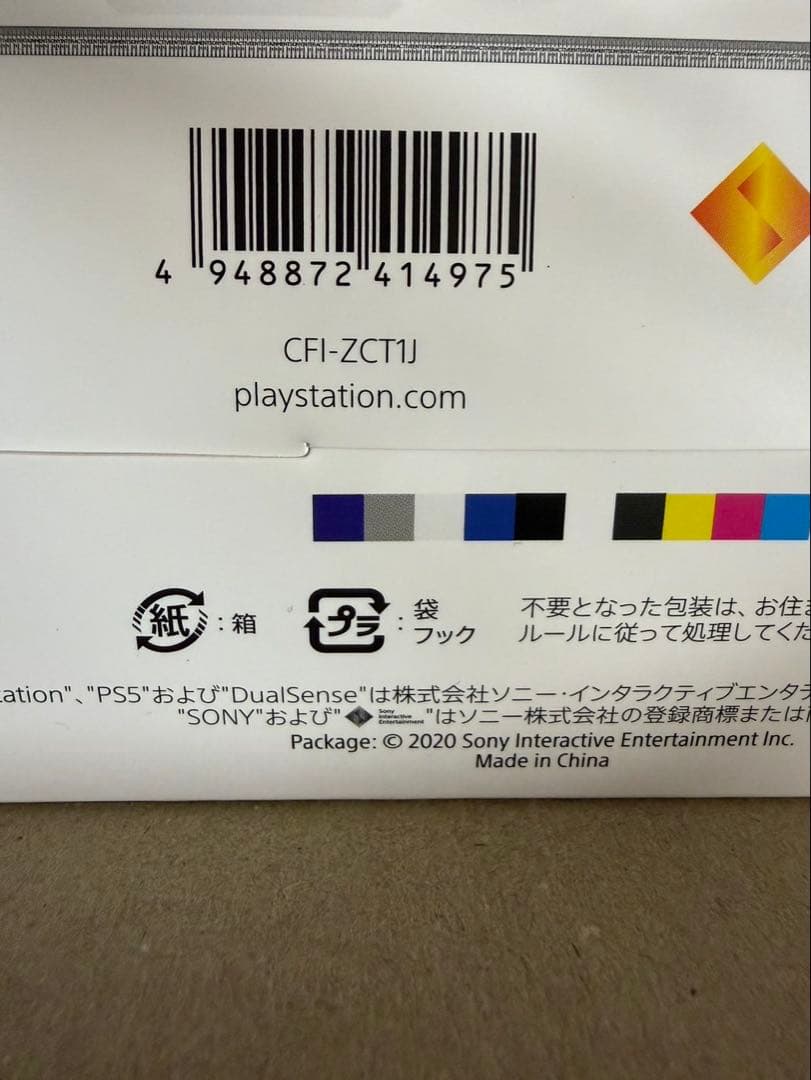 4 948872 414975
CFI-ZCT1J
playstation.com
紙 : 箱
プラ : 袋 フック
不要となった包装は、お住
ルールに従って処理してくだ
ation"、"PS5"および"DualSense"は株式会社ソニー・インタラクティブエンタテ
"SONY"および" Sony Interactive Entertainment "はソニー株式会社の登録商標または
Package: © 2020 Sony Interactive Entertainment Inc.
Made in China